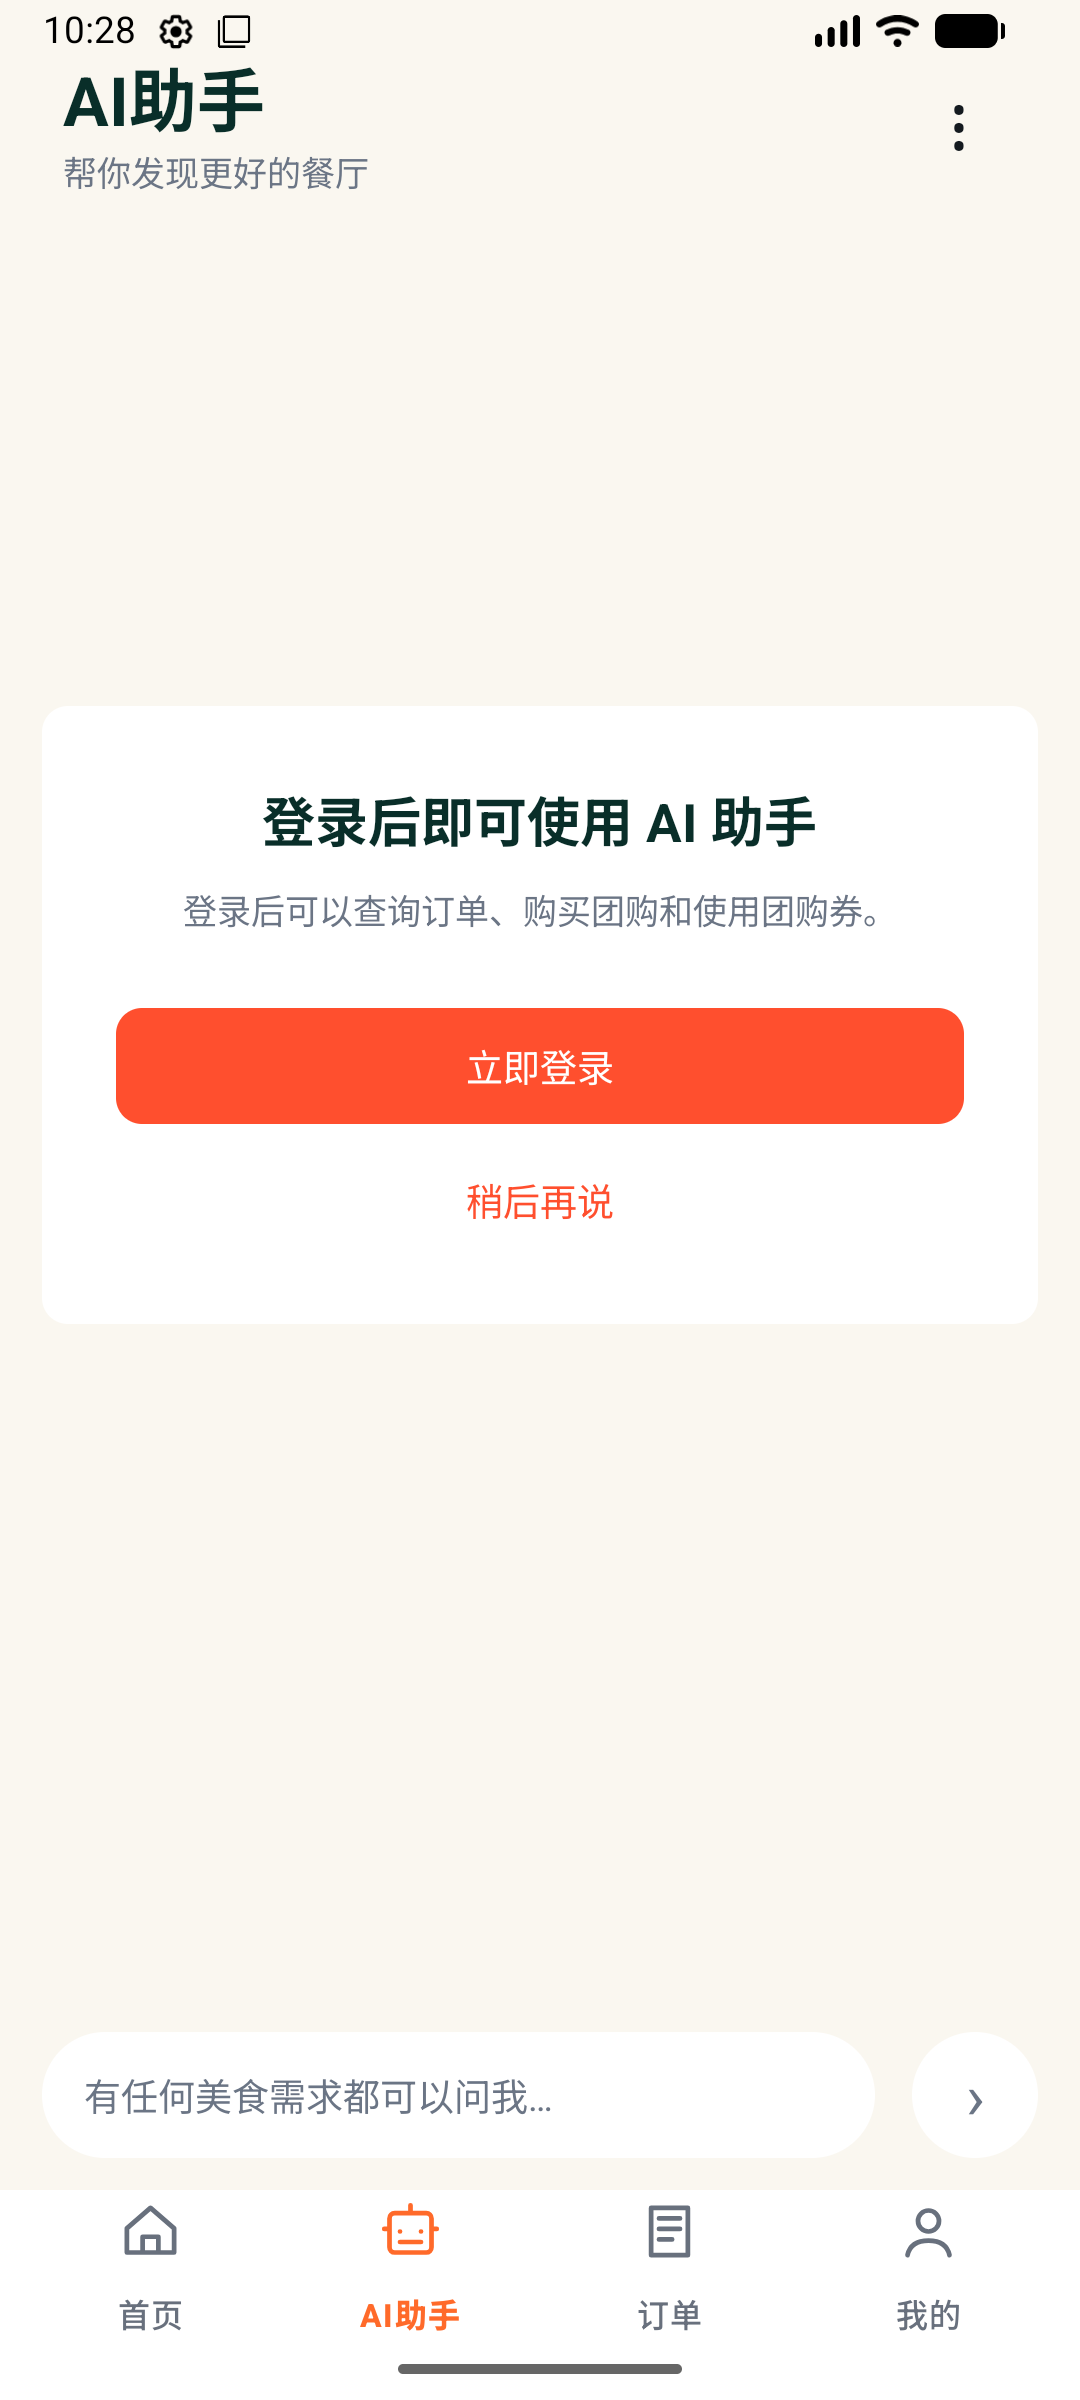 10:28
AI助手
帮你发现更好的餐厅
登录后即可使用 AI 助手
登录后可以查询订单、购买团购和使用团购券。
立即登录
稍后再说
有任何美食需求都可以问我...
首页
AI助手
订单
我的